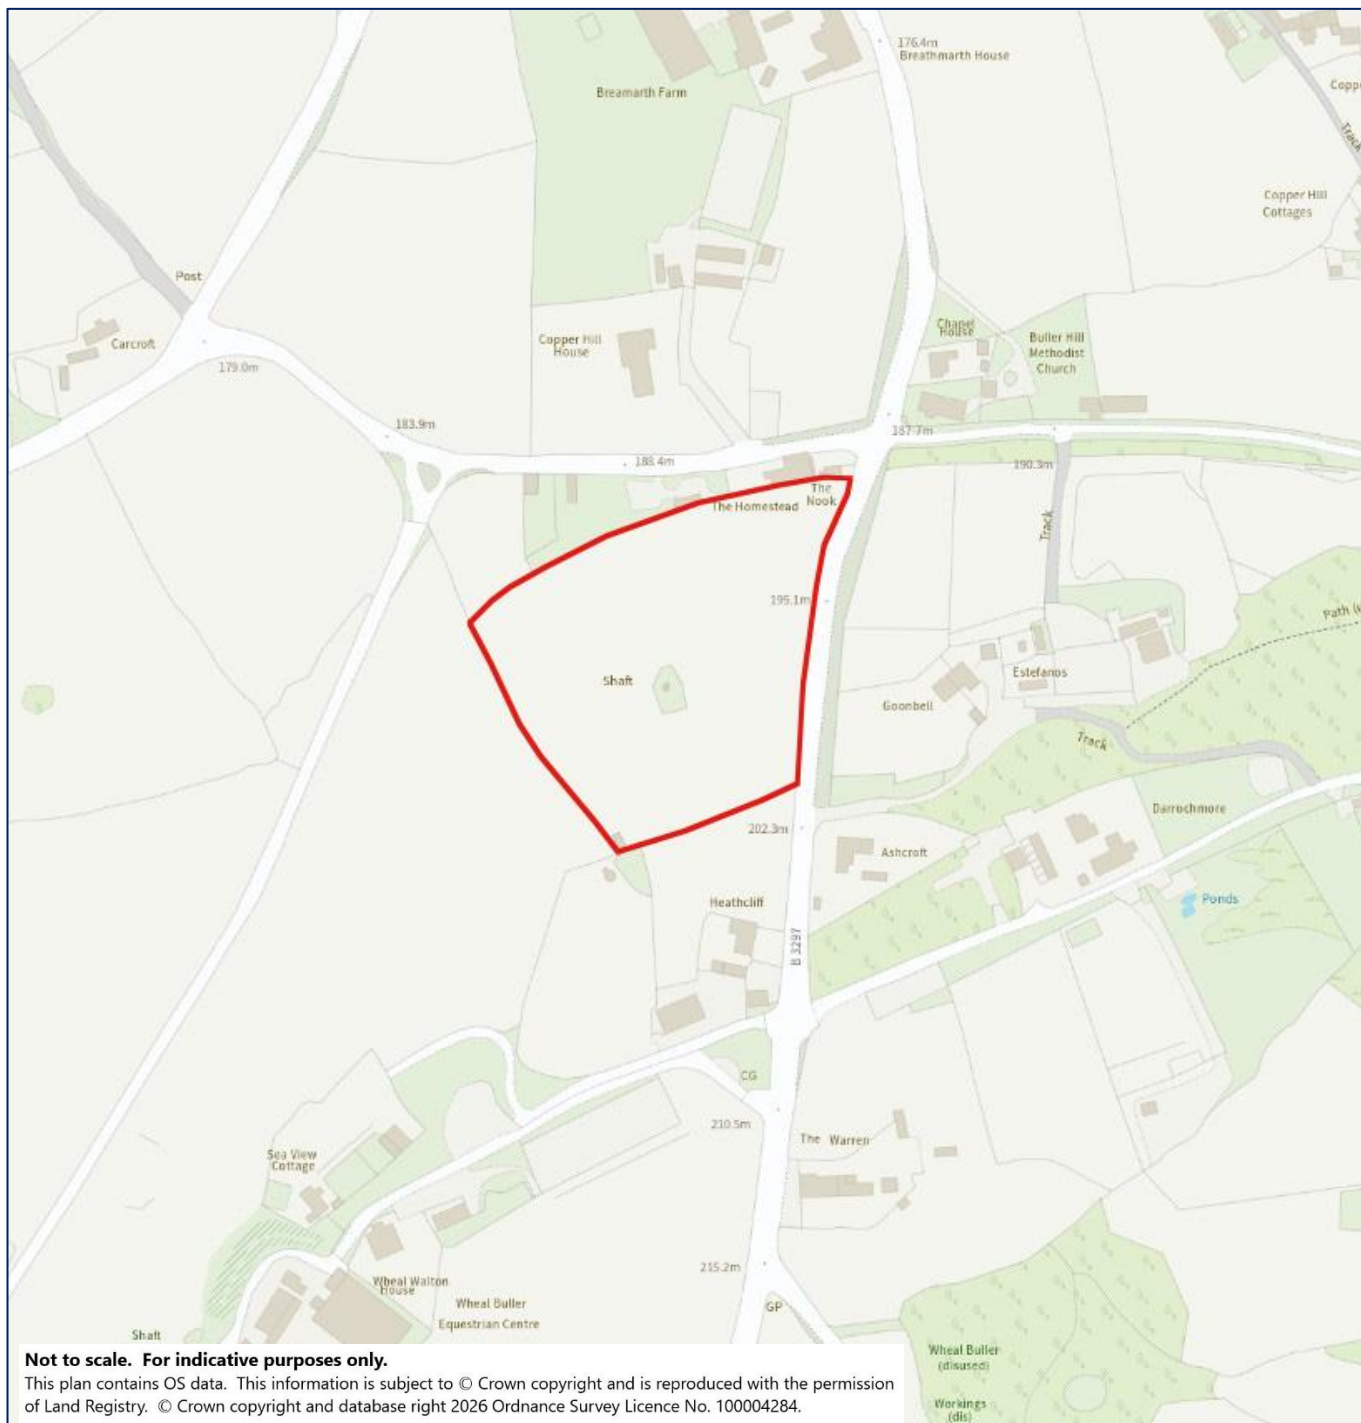 176.4m
Breathmarth House
Breamarth Farm
Track
Copper Hill
Cottages
Post
Carcroft
179.0m
Copper Hill
House
Chapel
House
Buller Hill
Methodist
Church
183.9m
187.7m
188.4m
190.3m
The
Nook
The Homestead
Track
195.1m
Path
Shaft
Estefanos
Goonbell
Track
Darrochmore
202.3m
Ashcroft
Heathcliff
Ponds
B 3297
CG
210.5m
The Warren
Sea View
Cottage
215.2m
Wheal Walton
House
Wheal Buller
Equestrian Centre
GP
Shaft
Wheal Buller
(disused)
Workings
(dis)
Not to scale. For indicative purposes only.
This plan contains OS data. This information is subject to © Crown copyright and is reproduced with the permission
of Land Registry. © Crown copyright and database right 2026 Ordnance Survey Licence No. 100004284.